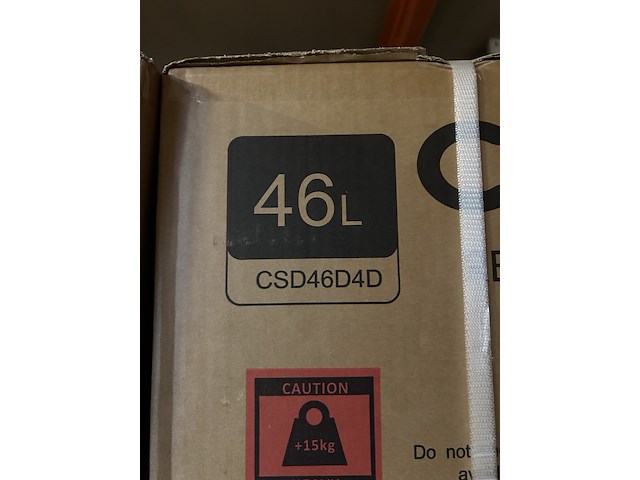 46L
CSD46D4D
CAUTION
+15kg
Do not